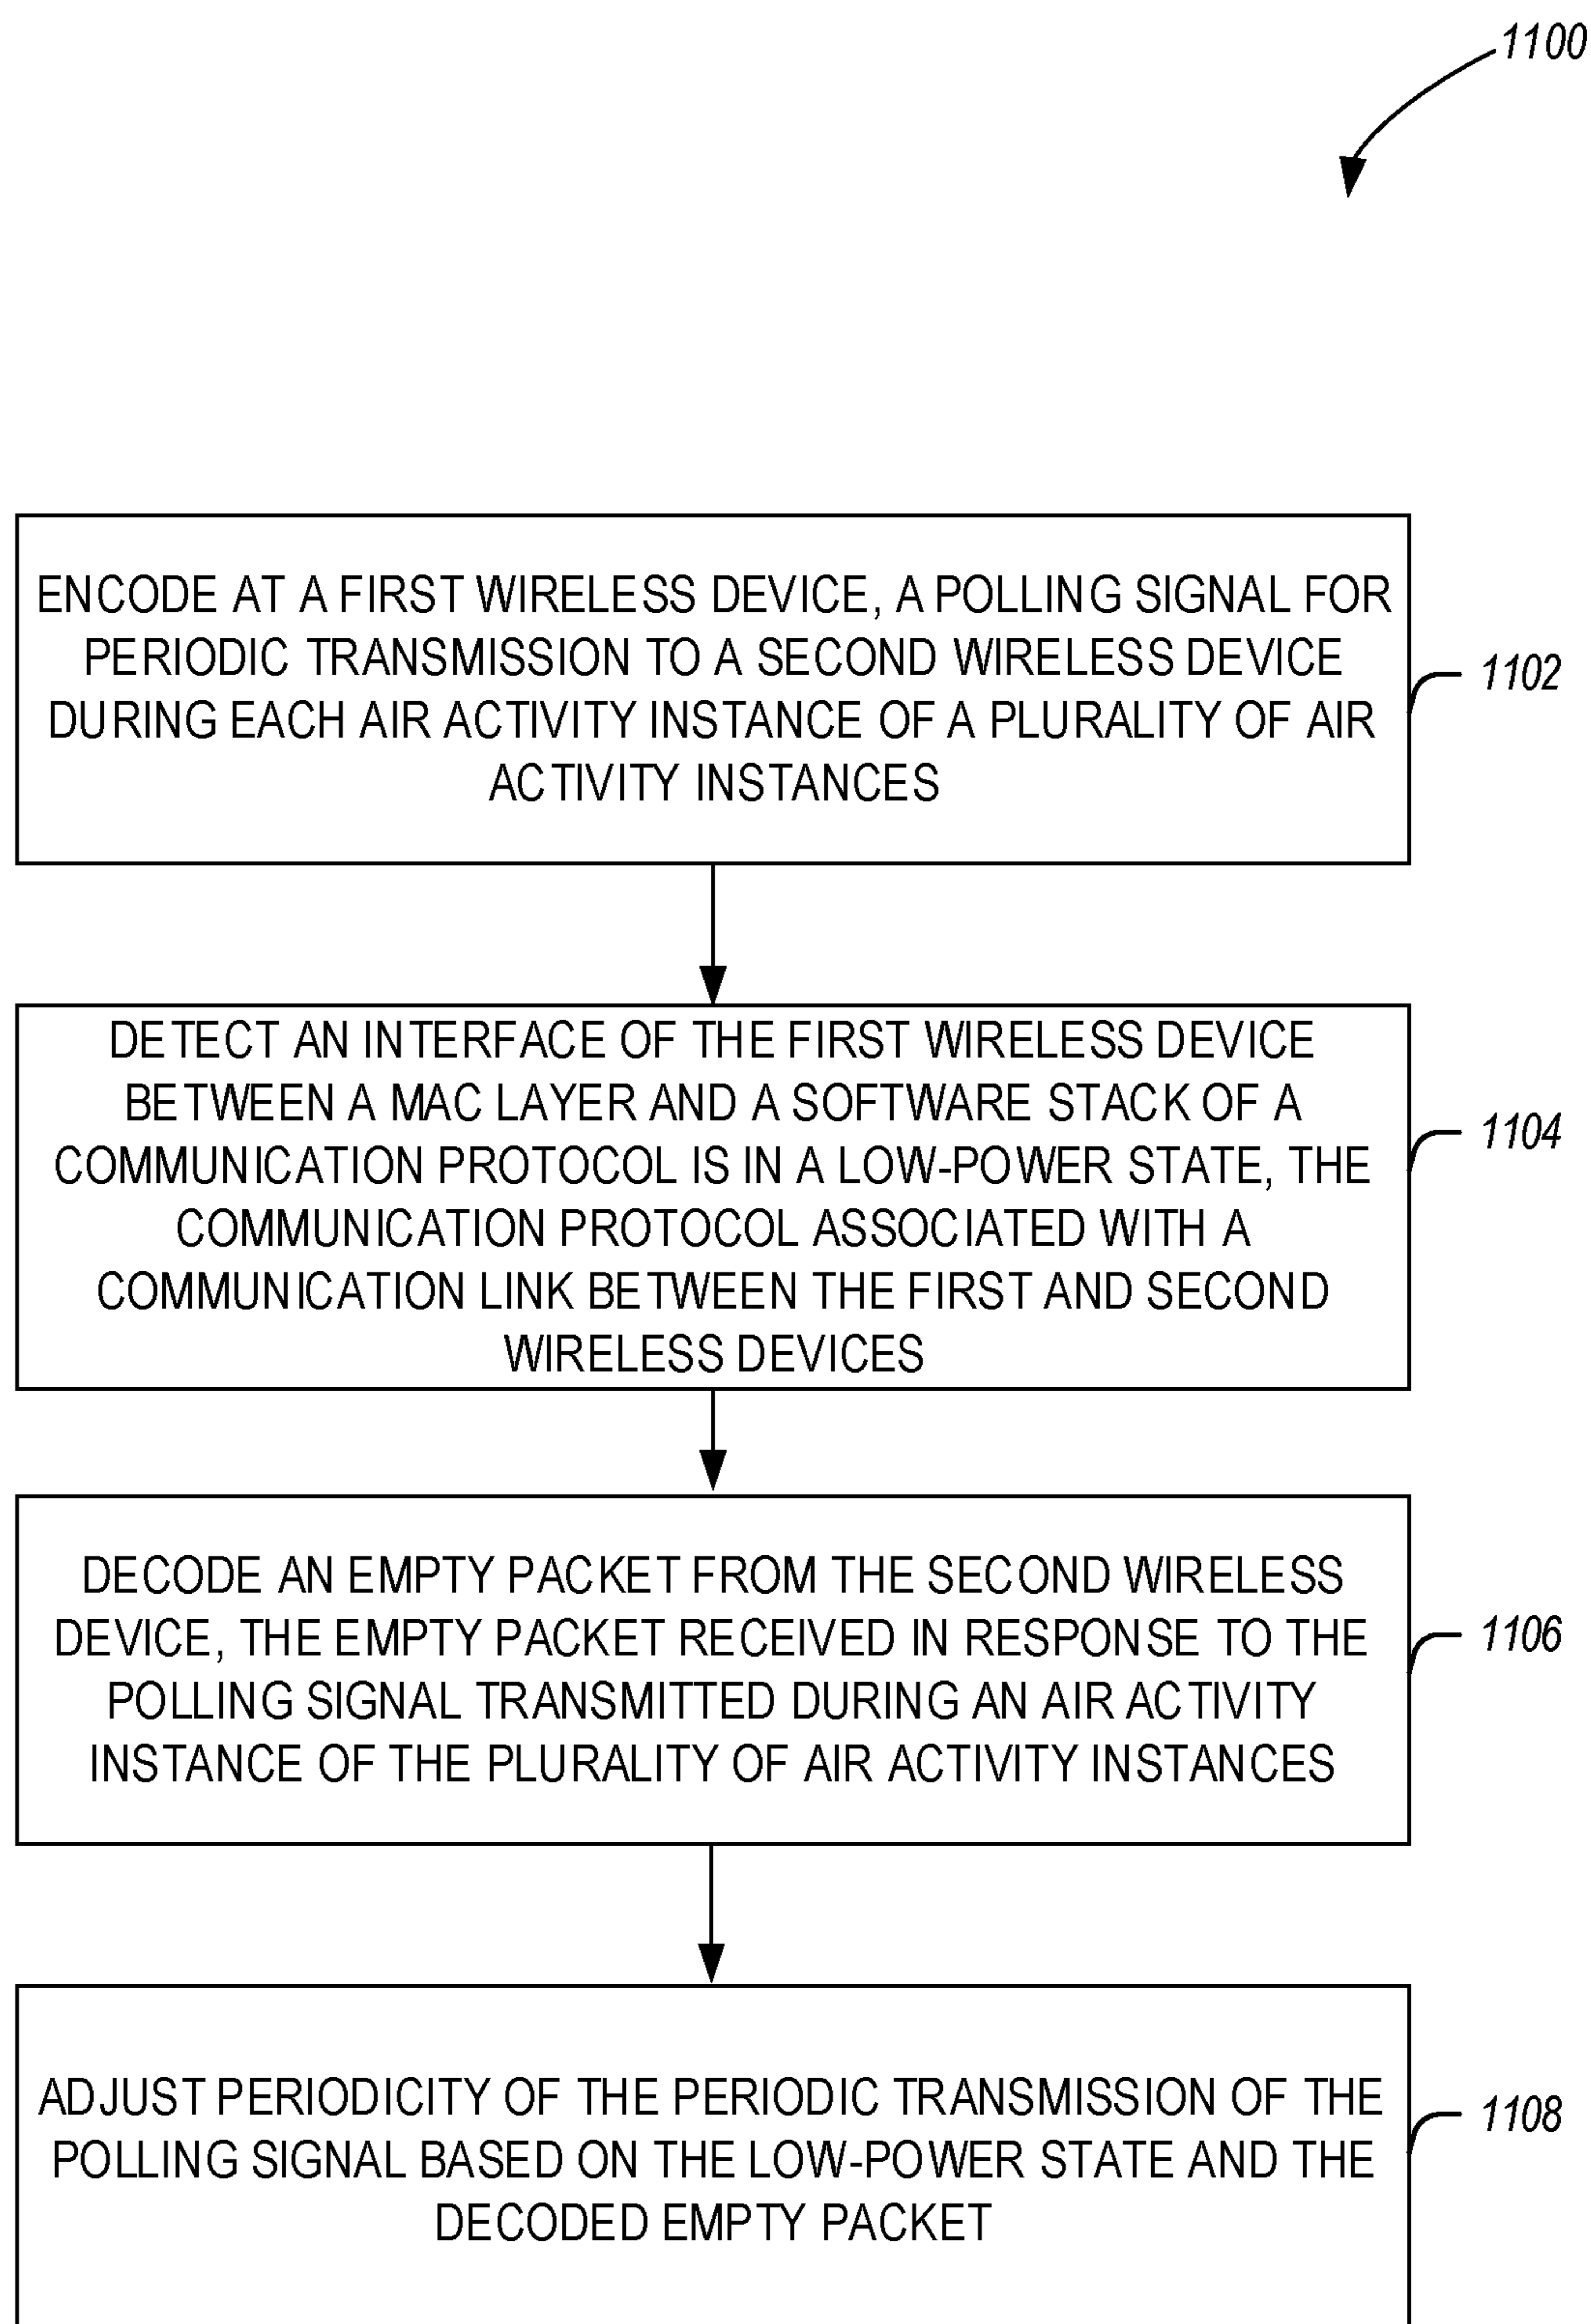 1100
ENCODE AT A FIRST WIRELESS DEVICE, A POLLING SIGNAL FOR
PERIODIC TRANSMISSION TO A SECOND WIRELESS DEVICE
DURING EACH AIR ACTIVITY INSTANCE OF A PLURALITY OF AIR
ACTIVITY INSTANCES
1102
DETECT AN INTERFACE OF THE FIRST WIRELESS DEVICE
BETWEEN A MAC LAYER AND A SOFTWARE STACK OF A
COMMUNICATION PROTOCOL IS IN A LOW-POWER STATE, THE
COMMUNICATION PROTOCOL ASSOCIATED WITH A
COMMUNICATION LINK BETWEEN THE FIRST AND SECOND
WIRELESS DEVICES
1104
DECODE AN EMPTY PACKET FROM THE SECOND WIRELESS
DEVICE, THE EMPTY PACKET RECEIVED IN RESPONSE TO THE
POLLING SIGNAL TRANSMITTED DURING AN AIR ACTIVITY
INSTANCE OF THE PLURALITY OF AIR ACTIVITY INSTANCES
1106
ADJUST PERIODICITY OF THE PERIODIC TRANSMISSION OF THE
POLLING SIGNAL BASED ON THE LOW-POWER STATE AND THE
DECODED EMPTY PACKET
1108